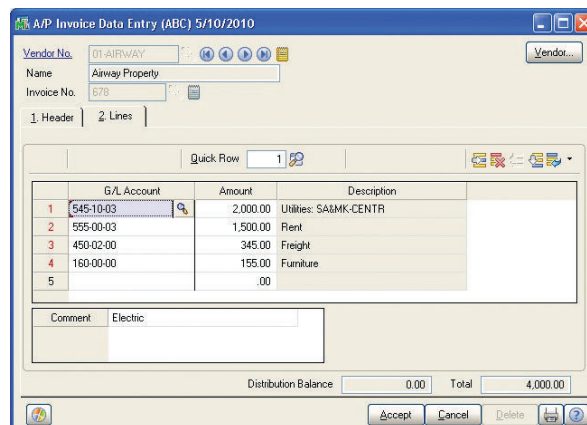 A/P Invoice Data Entry (ABC) 5/10/2010
Vendor No. 01-AIRWAY Vendor...
Name Airway Property
Invoice No. 678
1. Header 2. Lines
Quick Row 1
G/L Account Amount Description
1 545-10-03 2,000.00 Utilities: SA&MK-CENTR
2 555-00-03 1,500.00 Rent
3 450-02-00 345.00 Freight
4 160-00-00 155.00 Furniture
5 .00
Comment Electric
Distribution Balance 0.00 Total 4,000.00
Accept Cancel Delete